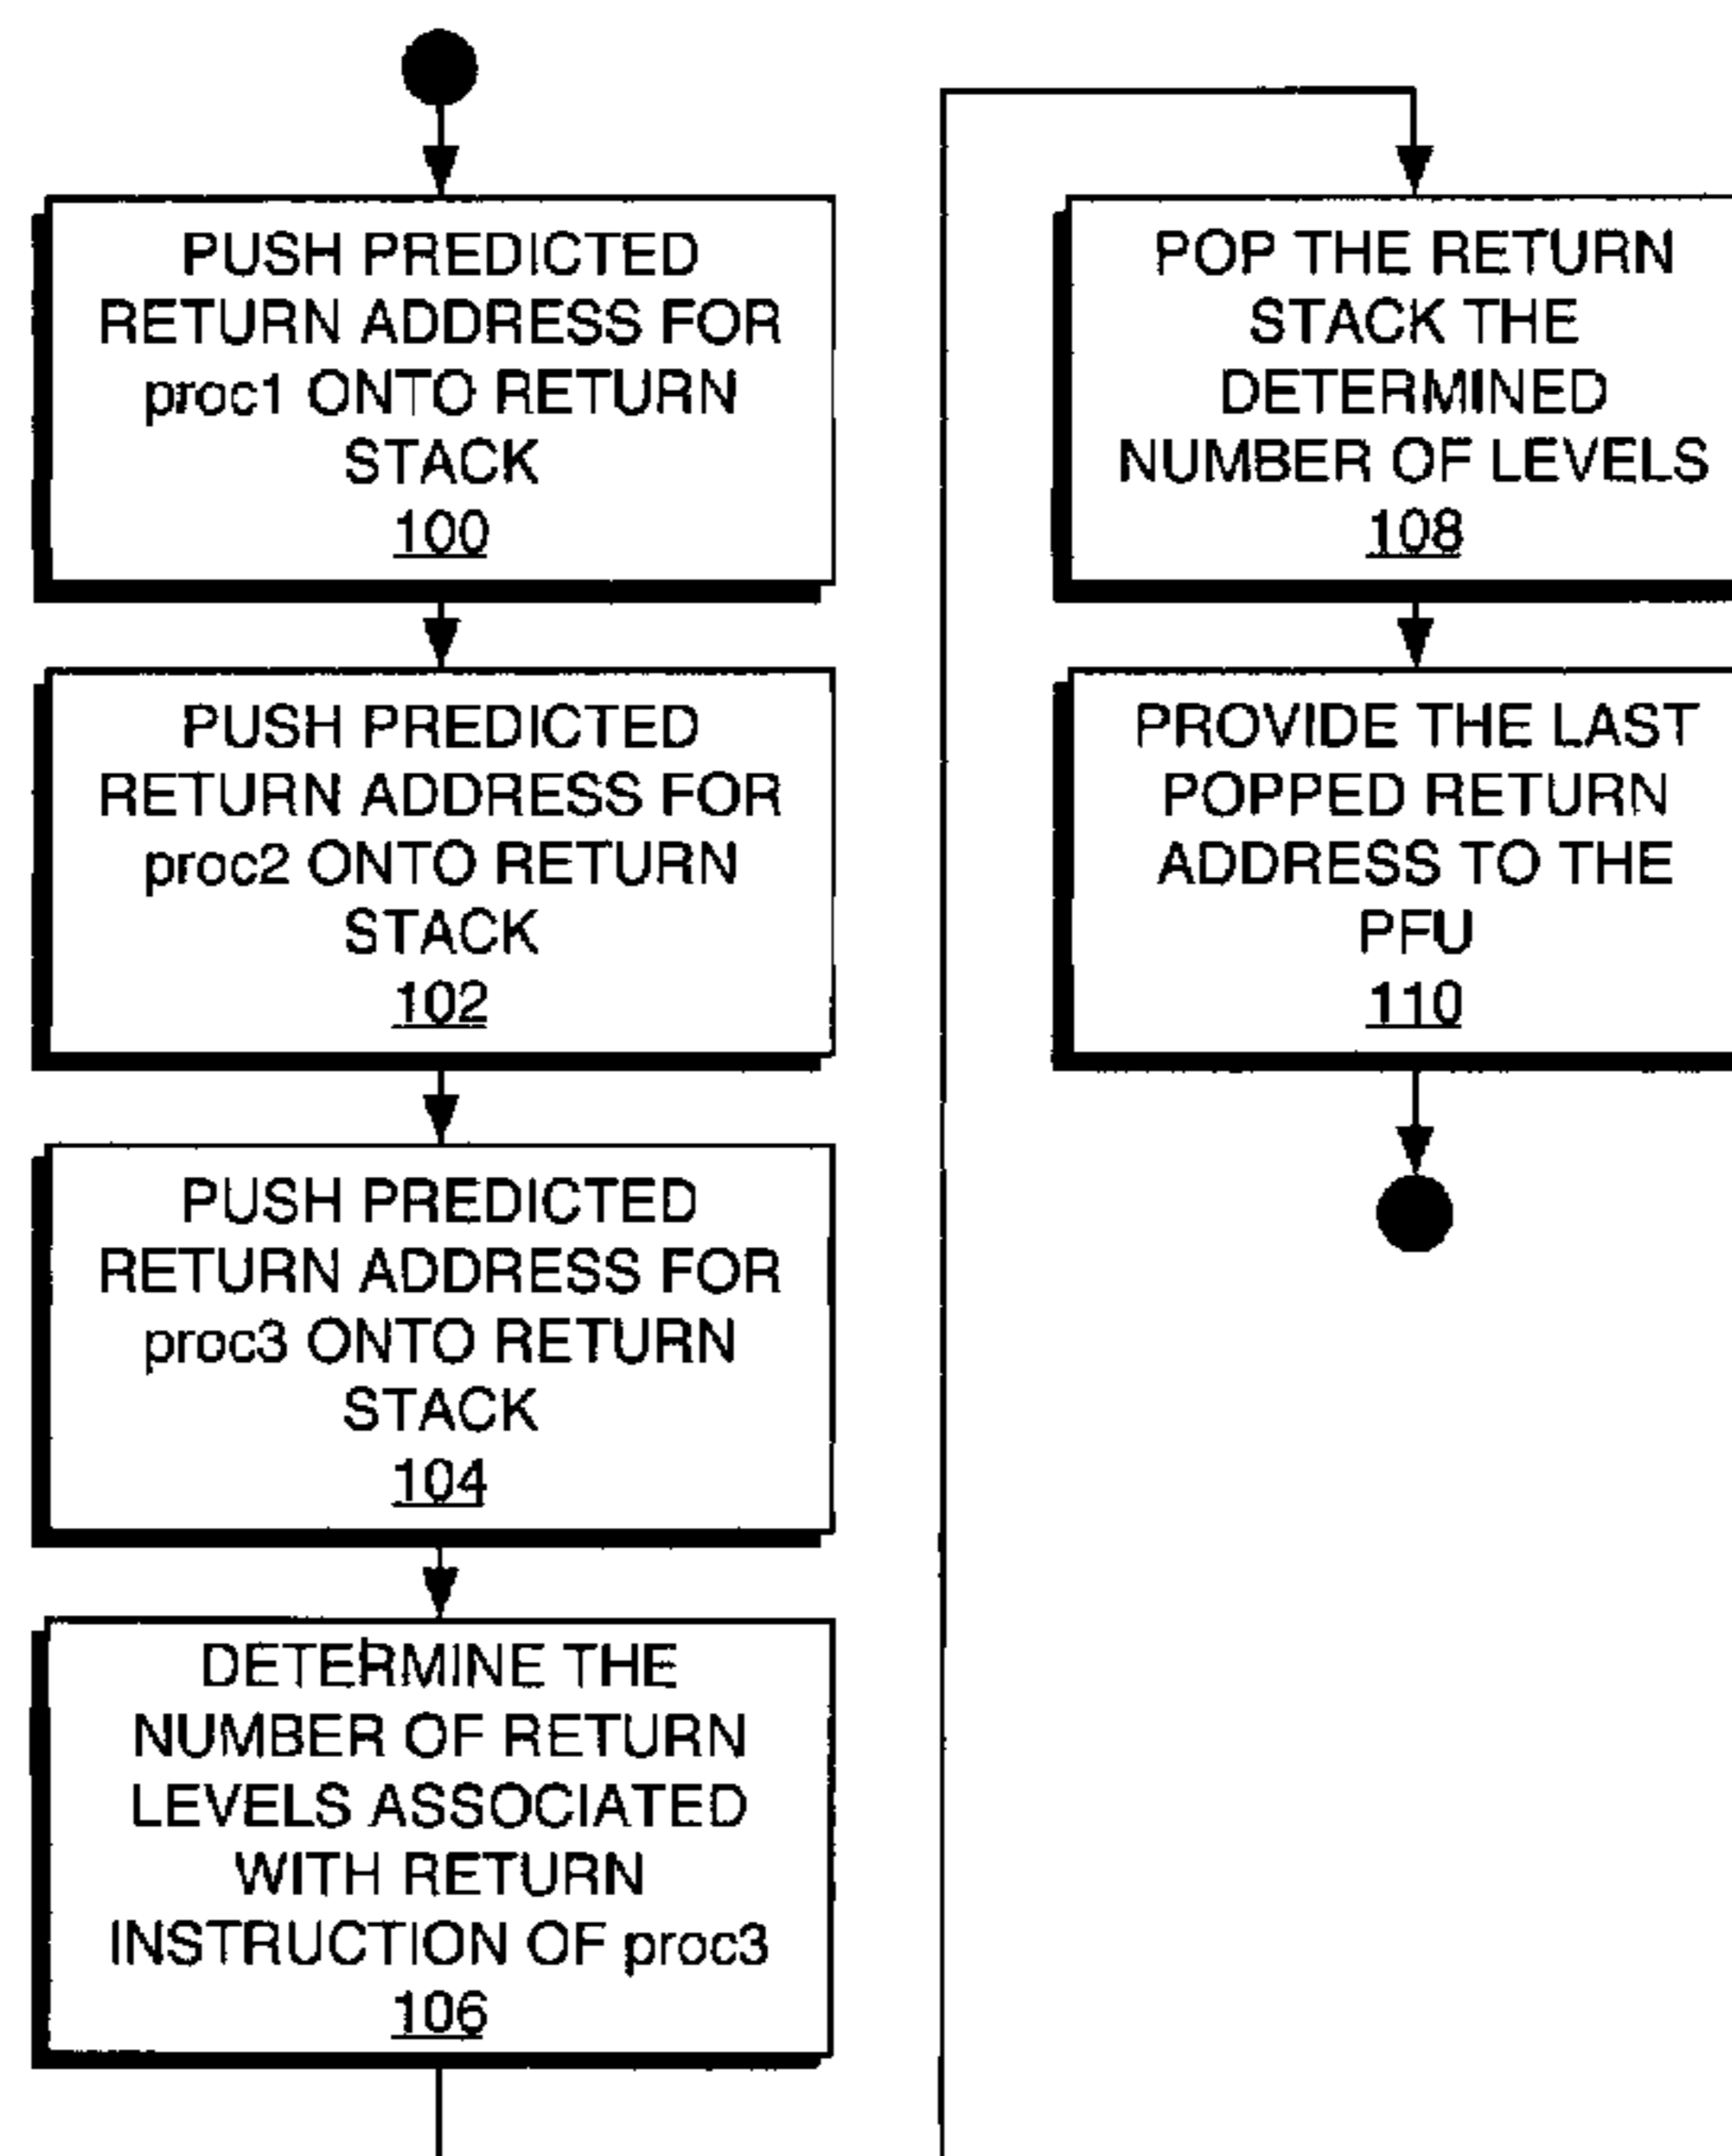 PUSH PREDICTED
RETURN ADDRESS FOR
proc1 ONTO RETURN
STACK
100
PUSH PREDICTED
RETURN ADDRESS FOR
proc2 ONTO RETURN
STACK
102
PUSH PREDICTED
RETURN ADDRESS FOR
proc3 ONTO RETURN
STACK
104
DETERMINE THE
NUMBER OF RETURN
LEVELS ASSOCIATED
WITH RETURN
INSTRUCTION OF proc3
106
POP THE RETURN
STACK THE
DETERMINED
NUMBER OF LEVELS
108
PROVIDE THE LAST
POPPED RETURN
ADDRESS TO THE
PFU
110